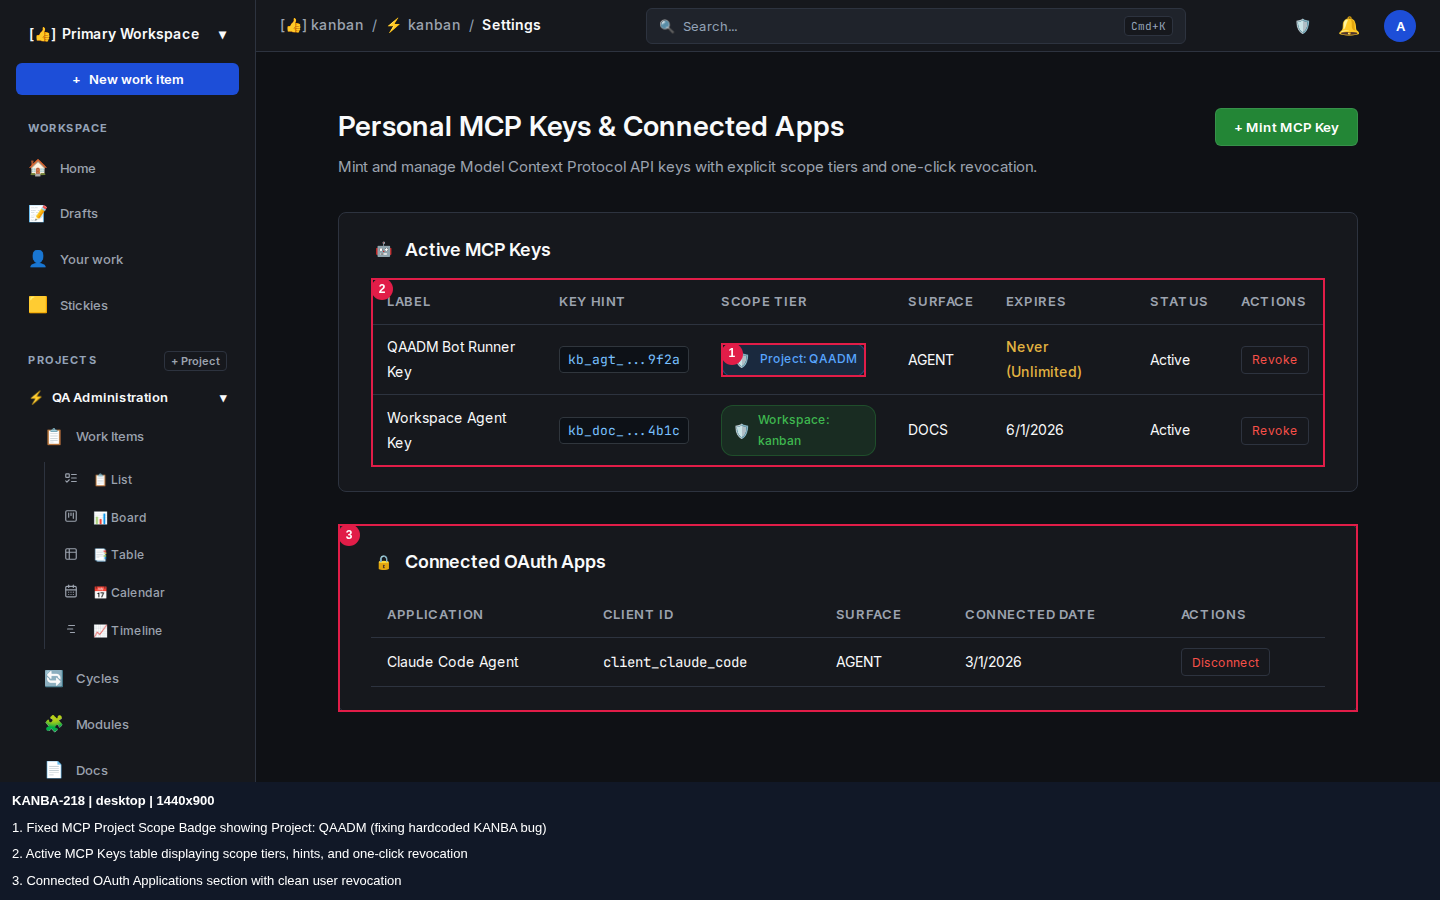 [👍] Primary Workspace ▼
[👍] kanban / ⚡ kanban / Settings
🔍 Search... Cmd+K
A
+ New work item
WORKSPACE
🏠 Home
📝 Drafts
👤 Your work
🟨 Stickies
PROJECTS
+ Project
⚡ QA Administration ▼
📋 Work Items
📋 List
📊 Board
📑 Table
📅 Calendar
📈 Timeline
🔄 Cycles
🧩 Modules
📄 Docs
Personal MCP Keys & Connected Apps
+ Mint MCP Key
Mint and manage Model Context Protocol API keys with explicit scope tiers and one-click revocation.
🤖 Active MCP Keys
2
LABEL KEY HINT SCOPE TIER SURFACE EXPIRES STATUS ACTIONS
QAADM Bot Runner
Key
kb_agt_...9f2a
1
🛡️ Project: QAADM
AGENT
Never
(Unlimited)
Active
Revoke
Workspace Agent
Key
kb_doc_...4b1c
🛡️ Workspace:
kanban
DOCS
6/1/2026
Active
Revoke
3
🔒 Connected OAuth Apps
APPLICATION CLIENT ID SURFACE CONNECTED DATE ACTIONS
Claude Code Agent client_claude_code AGENT 3/1/2026 Disconnect
KANBA-218 | desktop | 1440x900
1. Fixed MCP Project Scope Badge showing Project: QAADM (fixing hardcoded KANBA bug)
2. Active MCP Keys table displaying scope tiers, hints, and one-click revocation
3. Connected OAuth Applications section with clean user revocation